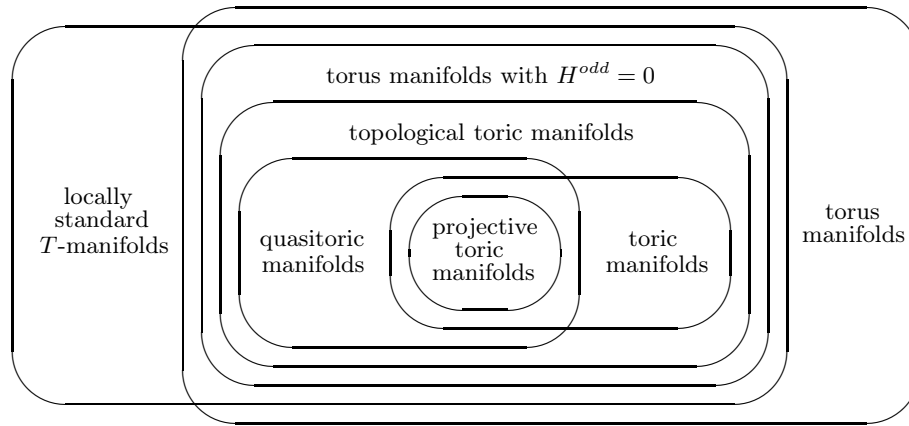 torus manifolds with H^{odd} = 0
topological toric manifolds
locally
standard
T-manifolds
quasitoric
manifolds
projective
toric
manifolds
toric
manifolds
torus
manifolds